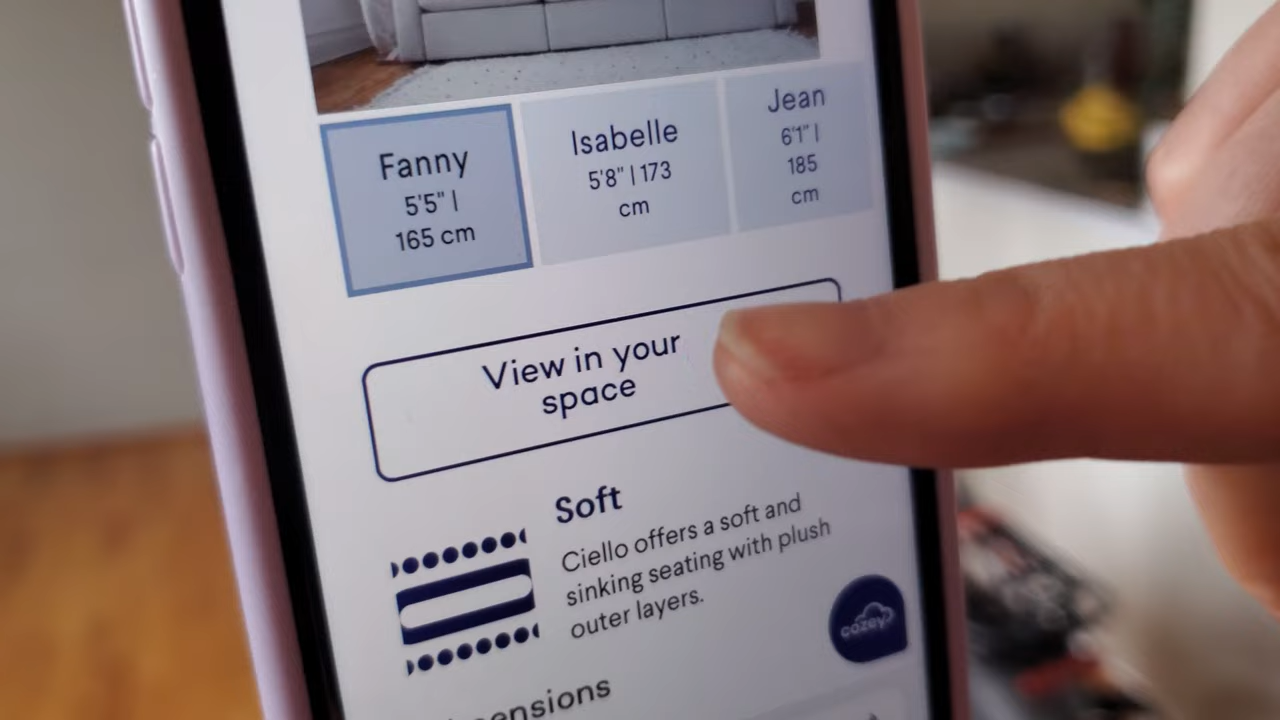 Fanny
5'5" |
165 cm
Isabelle
5'8" | 173
cm
Jean
6'1" |
185
cm
View in your
space
Soft
Ciello offers a soft and
sinking seating with plush
outer layers.
cozey